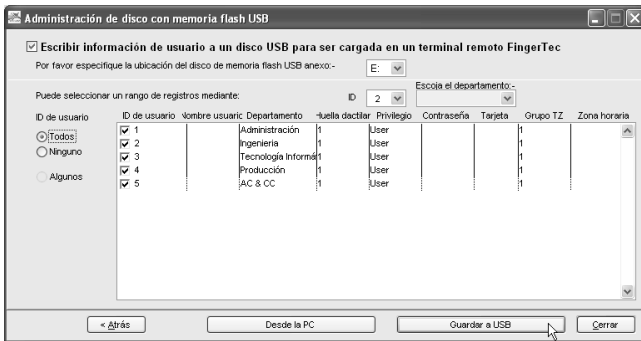 Administración de disco con memoria flash USB
Escribir información de usuario a un disco USB para ser cargada en un terminal remoto FingerTec
Por favor especifique la ubicación del disco de memoria flash USB anexo:- E:
Escoja el departamento:-
Puede seleccionar un rango de registros mediante: ID 2
ID de usuario ID de usuario Nombre usuaric Departamento Huella dactilar Privilegio Contraseña Tarjeta Grupo TZ Zona horaria
Todos 1 Administración 1 User 1
Ninguno 2 Ingenieria 1 User 1
3 Tecnología Informá 1 User 1
Algunos 4 Producción 1 User 1
5 AC & CC 1 User 1
< Atrás Desde la PC Guardar a USB Cerrar